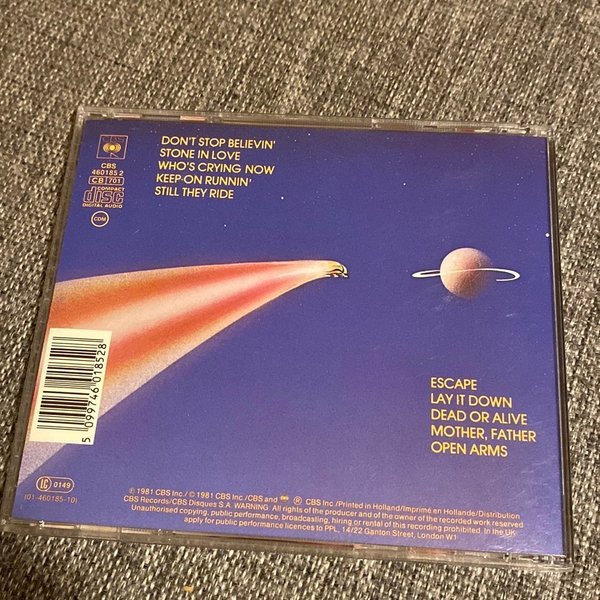 CBS
CBS
460185 2
CB 701
COMPACT
disc
DIGITAL AUDIO
CDM
DON'T STOP BELIEVIN'
STONE IN LOVE
WHO'S CRYING NOW
KEEP ON RUNNIN'
STILL THEY RIDE
ESCAPE
LAY IT DOWN
DEAD OR ALIVE
MOTHER, FATHER
OPEN ARMS
5 099746 018528
LC 0149
(01-460185-10)
℗ 1981 CBS Inc./ © 1981 CBS Inc./CBS and ® CBS Inc./Printed in Holland/Imprimé en Hollande/Distribution
CBS Records/CBS Disques S.A. WARNING: All rights of the producer and of the owner of the recorded work reserved
Unauthorised copying, public performance, broadcasting, hiring or rental of this recording prohibited. In the UK
apply for public performance licences to PPL, 14/22 Ganton Street, London W1